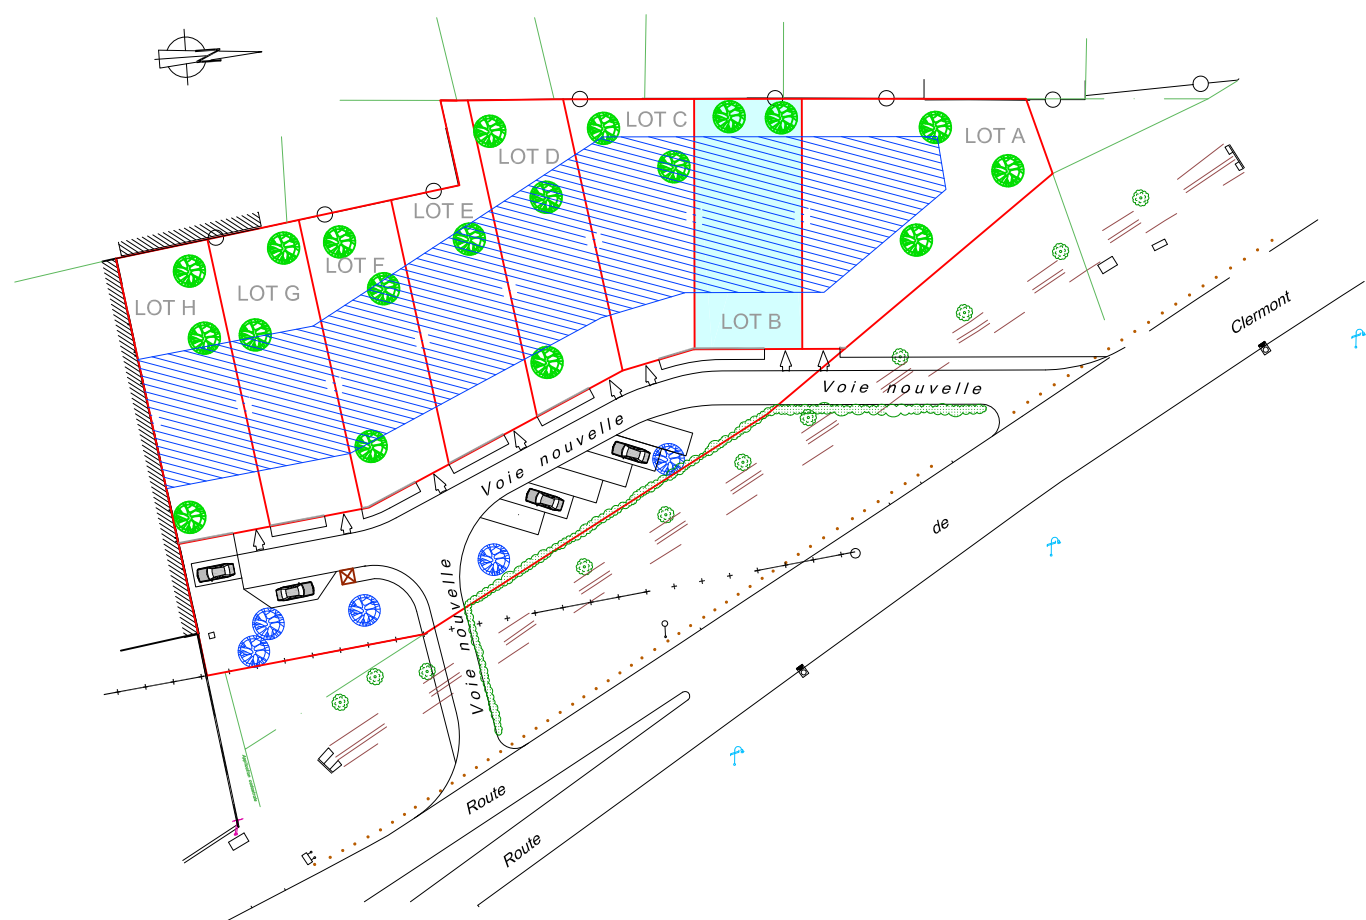 LOT C
LOT A
LOT D
LOT E
LOT F
LOT G
LOT H
LOT B
Clermont
Voie nouvelle
Voie nouvelle
de
Voie nouvelle
Route
Route